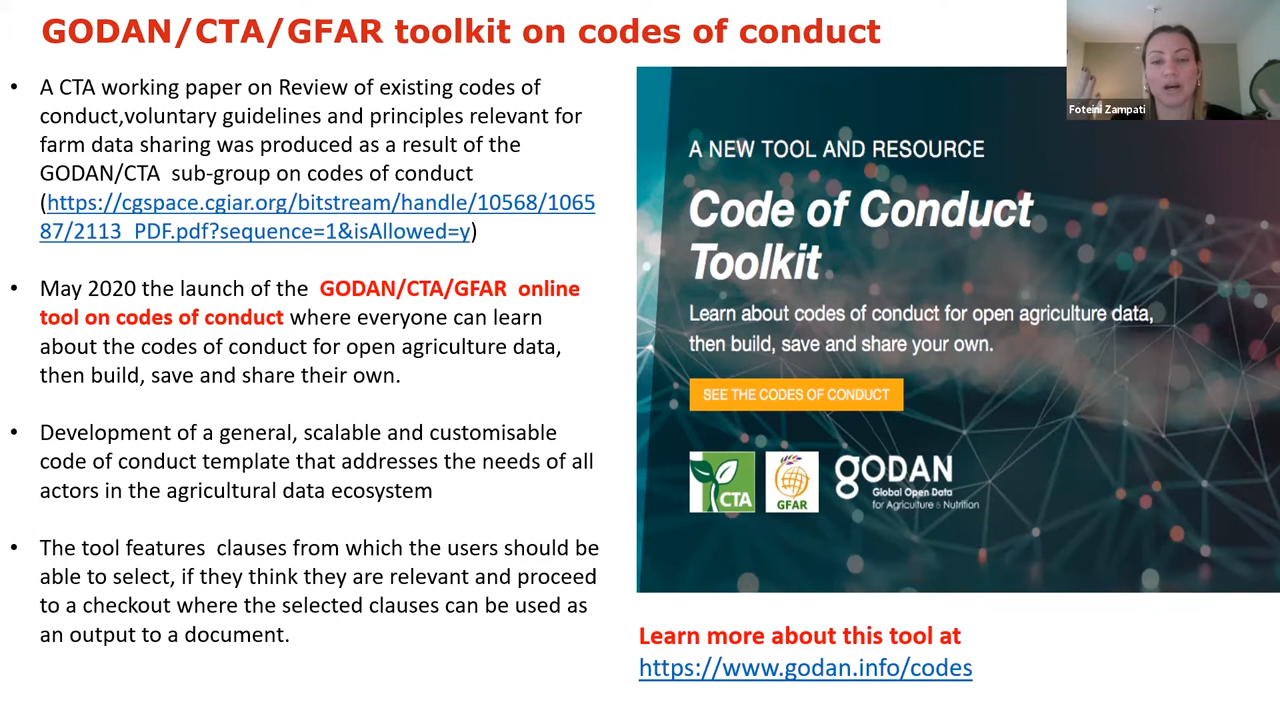 GODAN/CTA/GFAR toolkit on codes of conduct
• A CTA working paper on Review of existing codes of
conduct,voluntary guidelines and principles relevant for
farm data sharing was produced as a result of the
GODAN/CTA sub-group on codes of conduct
(https://cgspace.cgiar.org/bitstream/handle/10568/1065
87/2113_PDF.pdf?sequence=1&isAllowed=y)
• May 2020 the launch of the GODAN/CTA/GFAR online
tool on codes of conduct where everyone can learn
about the codes of conduct for open agriculture data,
then build, save and share their own.
• Development of a general, scalable and customisable
code of conduct template that addresses the needs of all
actors in the agricultural data ecosystem
• The tool features clauses from which the users should be
able to select, if they think they are relevant and proceed
to a checkout where the selected clauses can be used as
an output to a document.
Foteini Zampati
A NEW TOOL AND RESOURCE
Code of Conduct
Toolkit
Learn about codes of conduct for open agriculture data,
then build, save and share your own.
SEE THE CODES OF CONDUCT
CTA
GFAR
GODAN
Global Open Data
for Agriculture & Nutrition
Learn more about this tool at
https://www.godan.info/codes